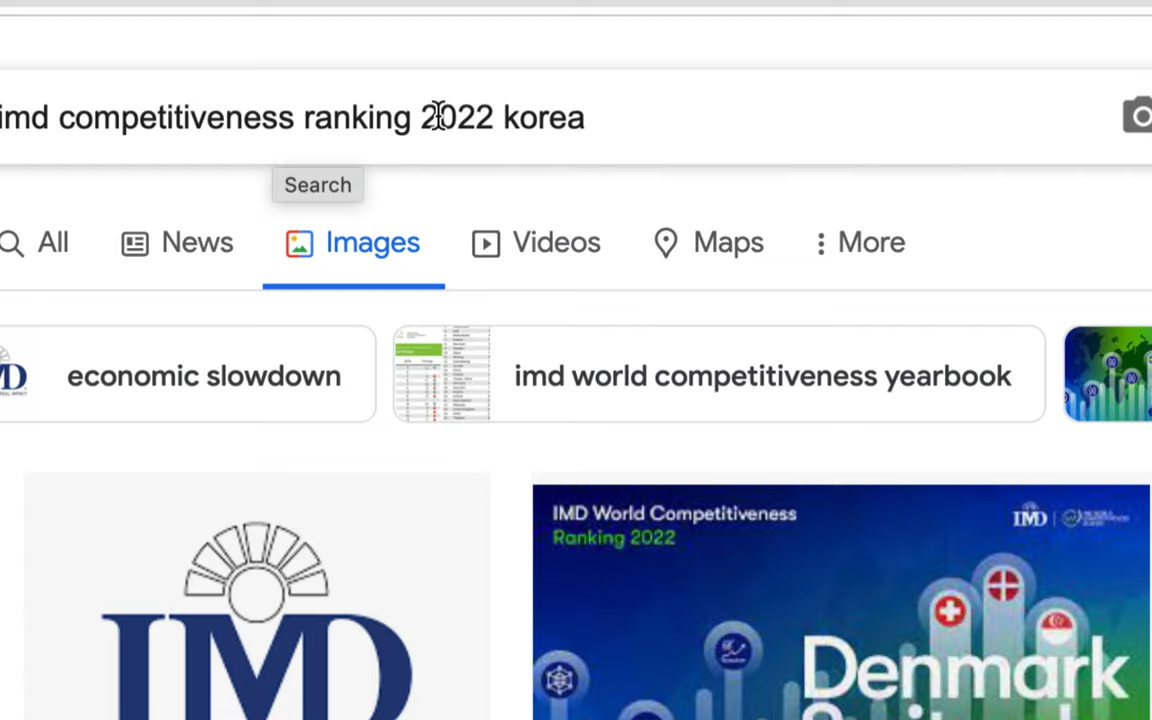 imd competitiveness ranking 2022 korea
Search
All News Images Videos Maps More
economic slowdown
imd world competitiveness yearbook
IMD World Competitiveness
Ranking 2022
IMD
Denmark
IMD